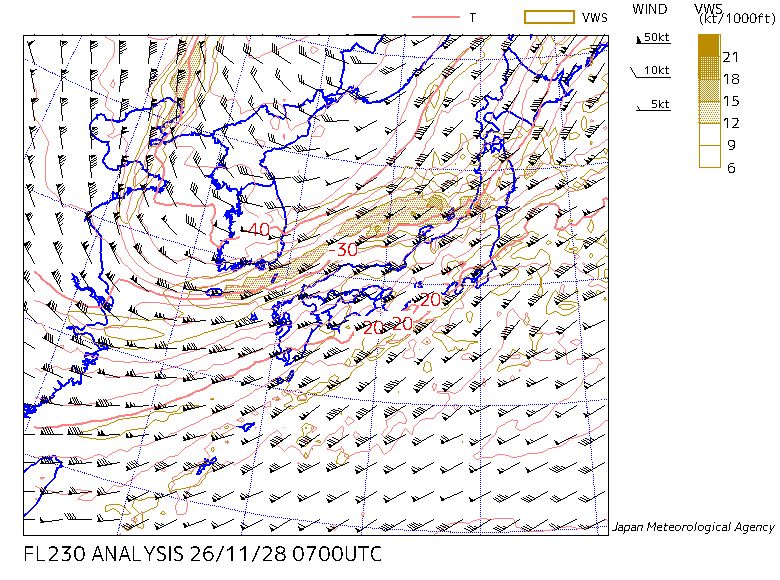 T
VWS
WIND
50kt
10kt
5kt
VWS
(kt/1000ft)
21
18
15
12
9
6
-40
-30
-20
-20
-20
Japan Meteorological Agency
FL230 ANALYSIS 26/11/28 0700UTC